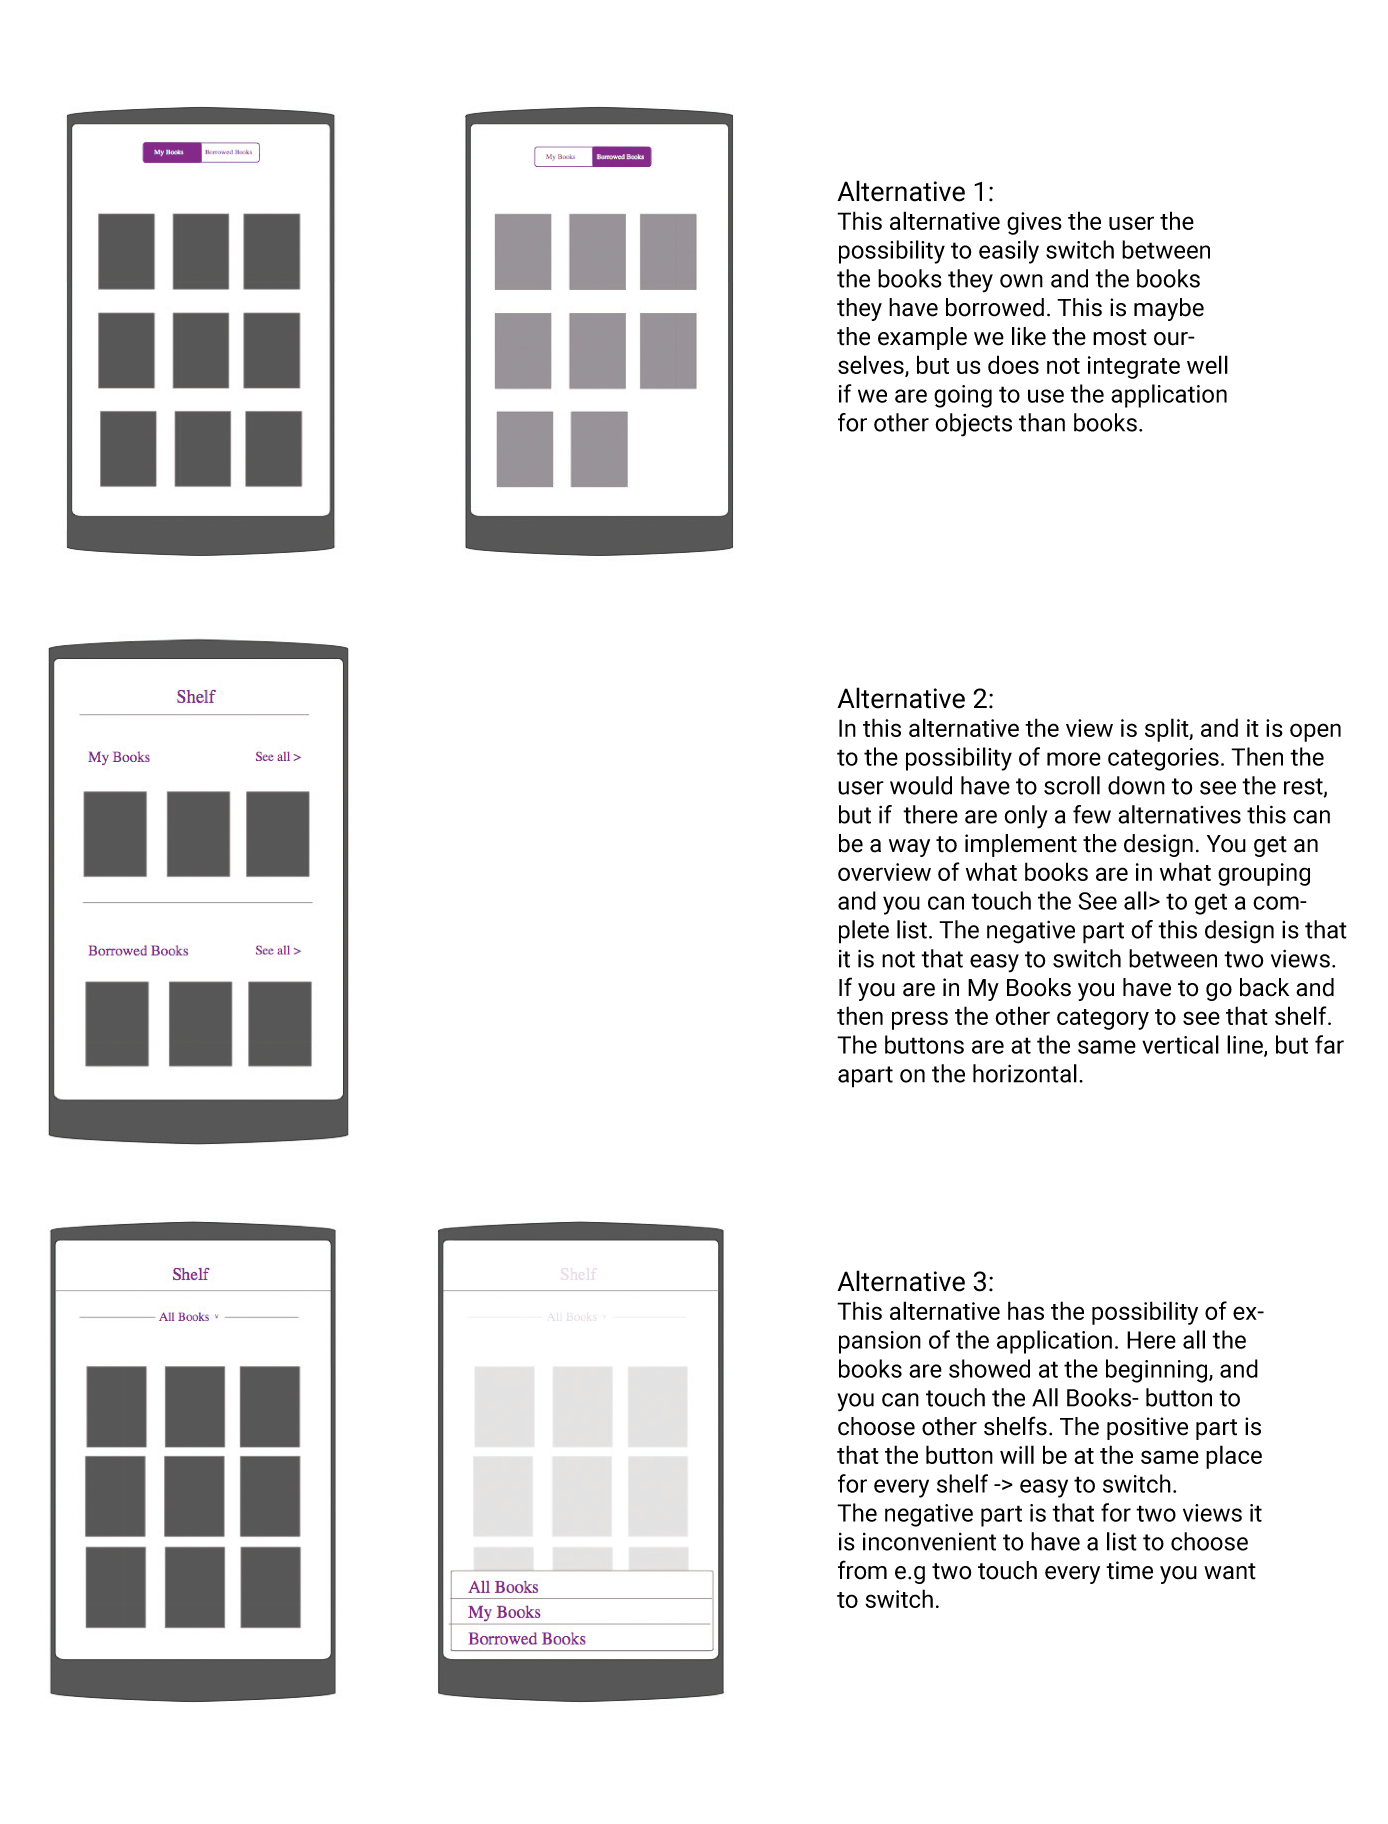 My Books Borrowed Books
My Books Borrowed Books
Alternative 1:
This alternative gives the user the
possibility to easily switch between
the books they own and the books
they have borrowed. This is maybe
the example we like the most our-
selves, but us does not integrate well
if we are going to use the application
for other objects than books.
Shelf
My Books See all >
Borrowed Books See all >
Alternative 2:
In this alternative the view is split, and it is open
to the possibility of more categories. Then the
user would have to scroll down to see the rest,
but if  there are only a few alternatives this can
be a way to implement the design. You get an
overview of what books are in what grouping
and you can touch the See all> to get a com-
plete list. The negative part of this design is that
it is not that easy to switch between two views.
If you are in My Books you have to go back and
then press the other category to see that shelf.
The buttons are at the same vertical line, but far
apart on the horizontal.
Shelf
All Books ˅
Shelf
All Books ˅
All Books
My Books
Borrowed Books
Alternative 3:
This alternative has the possibility of ex-
pansion of the application. Here all the
books are showed at the beginning, and
you can touch the All Books- button to
choose other shelfs. The positive part is
that the button will be at the same place
for every shelf -> easy to switch.
The negative part is that for two views it
is inconvenient to have a list to choose
from e.g two touch every time you want
to switch.